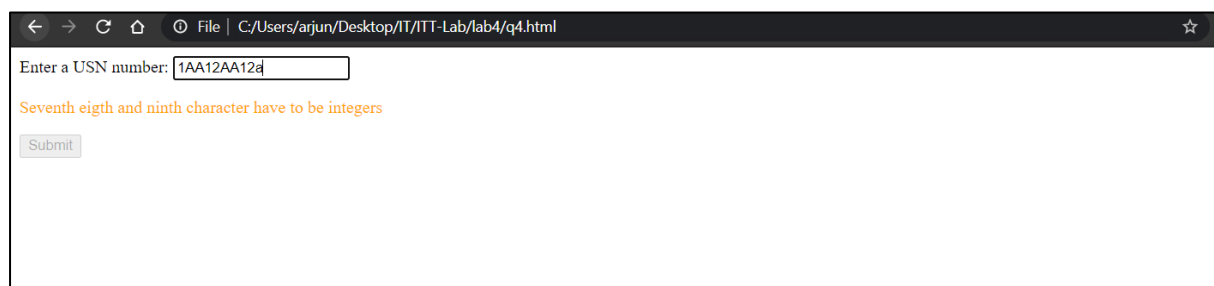 File | C:/Users/arjun/Desktop/IT/ITT-Lab/lab4/q4.html
Enter a USN number: 1AA12AA12a
Seventh eigth and ninth character have to be integers
Submit